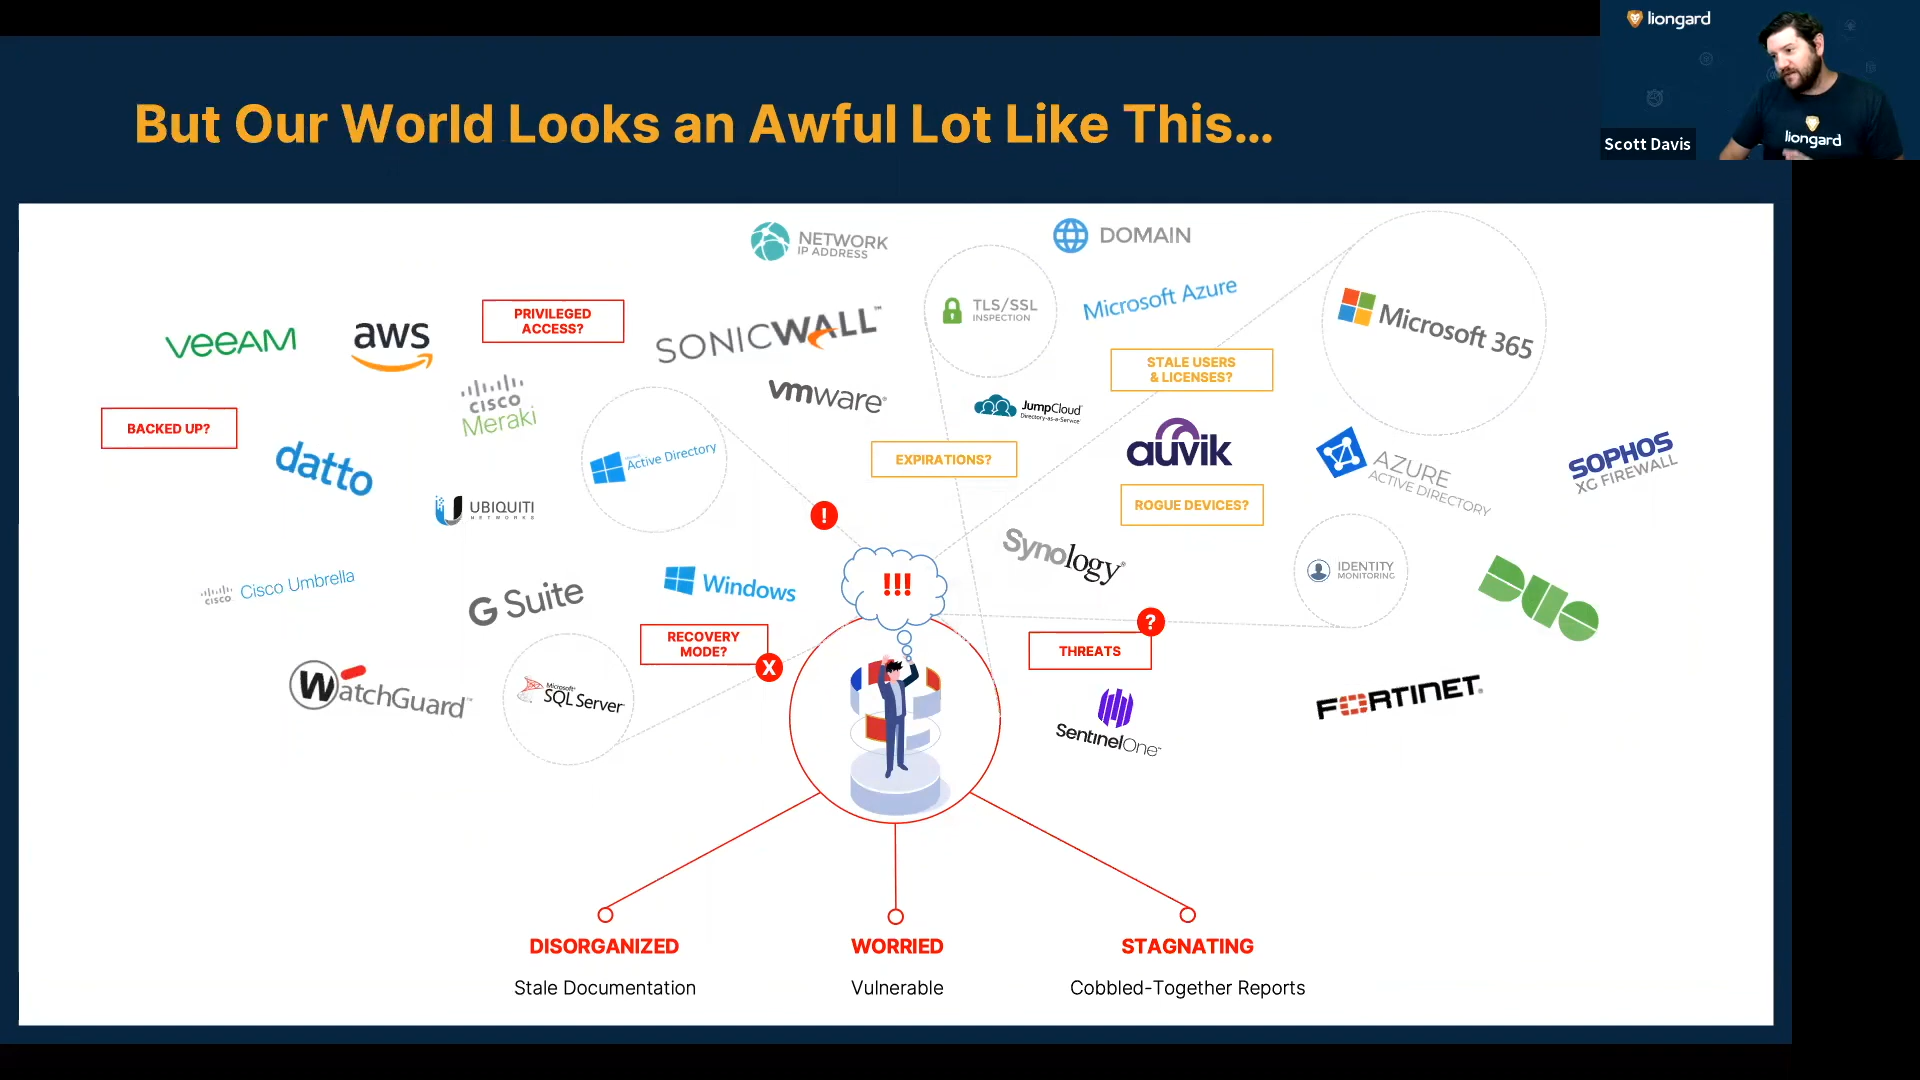 liongard
liongard
Scott Davis
But Our World Looks an Awful Lot Like This...
NETWORK
IP ADDRESS
DOMAIN
TLS/SSL
INSPECTION
Microsoft Azure
Microsoft 365
PRIVILEGED
ACCESS?
SONICWALL™
veeAM
aws
STALE USERS
& LICENSES?
CISCO
Meraki
vmware®
JumpCloud
Directory-as-a-Service
BACKED UP?
datto
Active Directory
EXPIRATIONS?
auvik
AZURE
ACTIVE DIRECTORY
SOPHOS
XG FIREWALL
UBIQUITI
NETWORKS
!
ROGUE DEVICES?
Synology®
IDENTITY
MONITORING
DUO
CISCO
Cisco Umbrella
G Suite
Windows
!!!
RECOVERY
MODE?
X
?
THREATS
WatchGuard™
Microsoft®
SQL Server
SentinelOne™
FORTINET®
DISORGANIZED
Stale Documentation
WORRIED
Vulnerable
STAGNATING
Cobbled-Together Reports